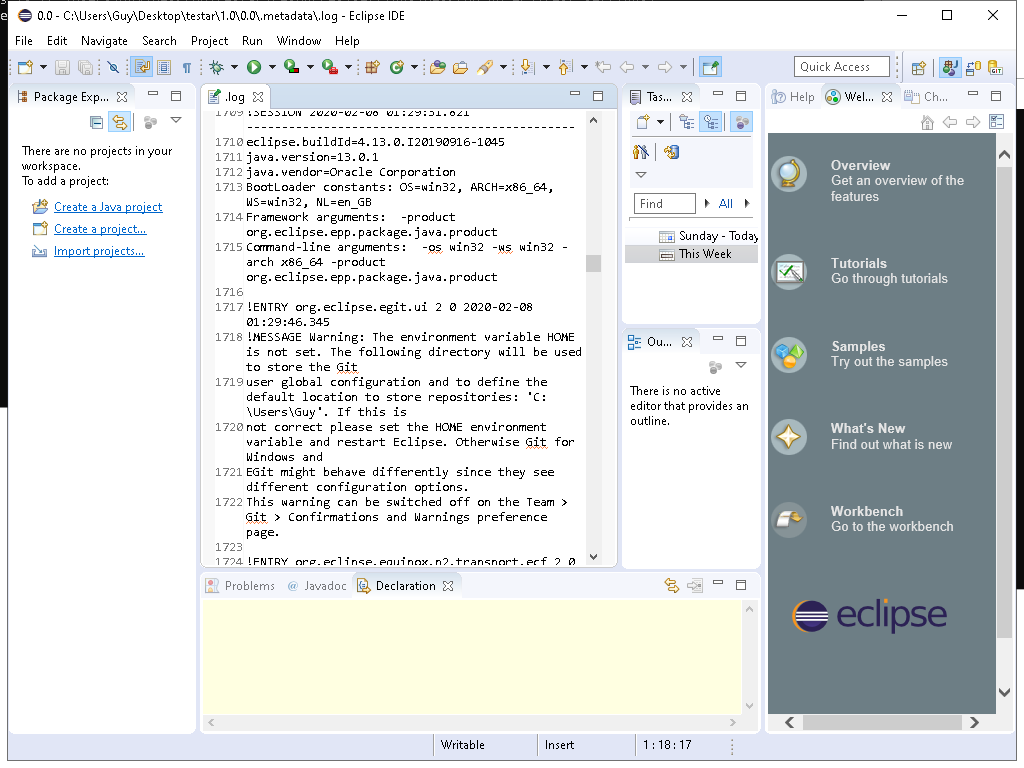 0.0 - C:\Users\Guy\Desktop\testar\1.0\0.0\.metadata\.log - Eclipse IDE
File Edit Navigate Search Project Run Window Help
Quick Access
Package Exp...
There are no projects in your
workspace.
To add a project:
Create a Java project
Create a project...
Import projects...
.log
1709 !SESSION 2020-02-08 01:29:31.621
-----------------------------------------------
1710 eclipse.buildId=4.13.0.I20190916-1045
1711 java.version=13.0.1
1712 java.vendor=Oracle Corporation
1713 BootLoader constants: OS=win32, ARCH=x86_64,
WS=win32, NL=en_GB
1714 Framework arguments:  -product
org.eclipse.epp.package.java.product
1715 Command-line arguments:  -os win32 -ws win32 -
arch x86_64 -product
org.eclipse.epp.package.java.product
1716
1717 !ENTRY org.eclipse.egit.ui 2 0 2020-02-08
01:29:46.345
1718 !MESSAGE Warning: The environment variable HOME
is not set. The following directory will be used
to store the Git
1719 user global configuration and to define the
default location to store repositories: 'C:
\Users\Guy'. If this is
1720 not correct please set the HOME environment
variable and restart Eclipse. Otherwise Git for
Windows and
1721 EGit might behave differently since they see
different configuration options.
1722 This warning can be switched off on the Team >
Git > Confirmations and Warnings preference
page.
1723
1724 !ENTRY org.eclipse.equinox.p2.transport.ecf 2 0
Tas...
Find
All
Sunday - Today
This Week
Ou...
There is no active
editor that provides an
outline.
Help Wel... Ch...
Overview
Get an overview of the
features
Tutorials
Go through tutorials
Samples
Try out the samples
What's New
Find out what is new
Workbench
Go to the workbench
eclipse
Problems @ Javadoc Declaration
Writable Insert 1 : 18 : 17